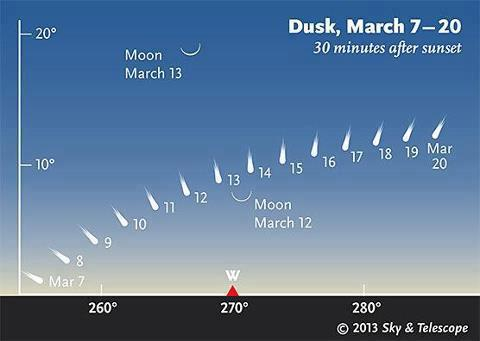 Dusk, March 7–20
30 minutes after sunset
20°
Moon
March 13
10°
Mar 7
8
9
10
11
12
13
14
15
16
17
18
19
Mar
20
Moon
March 12
W
260°
270°
280°
© 2013 Sky & Telescope